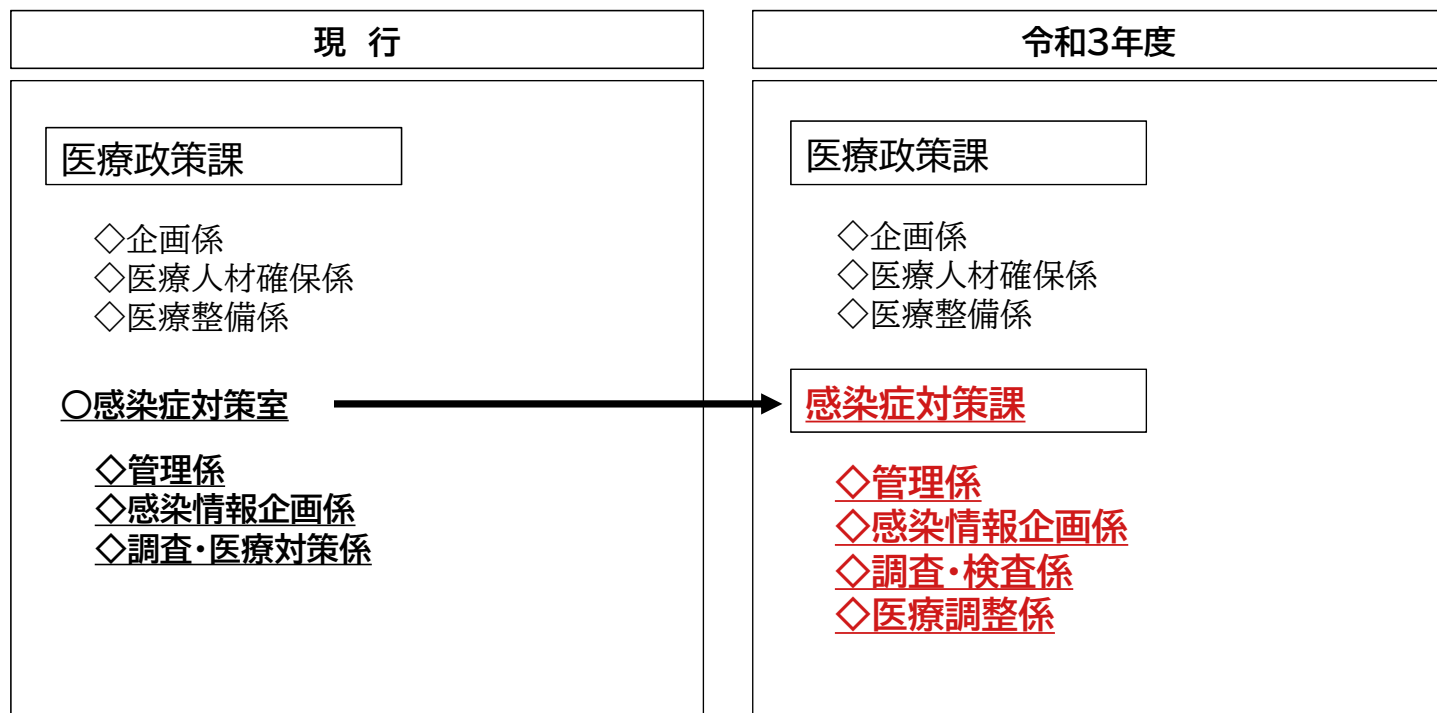 現 行
医療政策課
◇企画係
◇医療人材確保係
◇医療整備係
○感染症対策室
◇管理係
◇感染情報企画係
◇調査・医療対策係
令和3年度
医療政策課
◇企画係
◇医療人材確保係
◇医療整備係
感染症対策課
◇管理係
◇感染情報企画係
◇調査・検査係
◇医療調整係